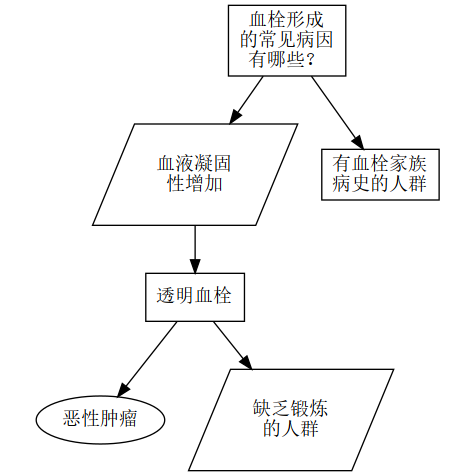 血栓形成
的常见病因
有哪些?
血液凝固
性增加
有血栓家族
病史的人群
透明血栓
恶性肿瘤
缺乏锻炼
的人群